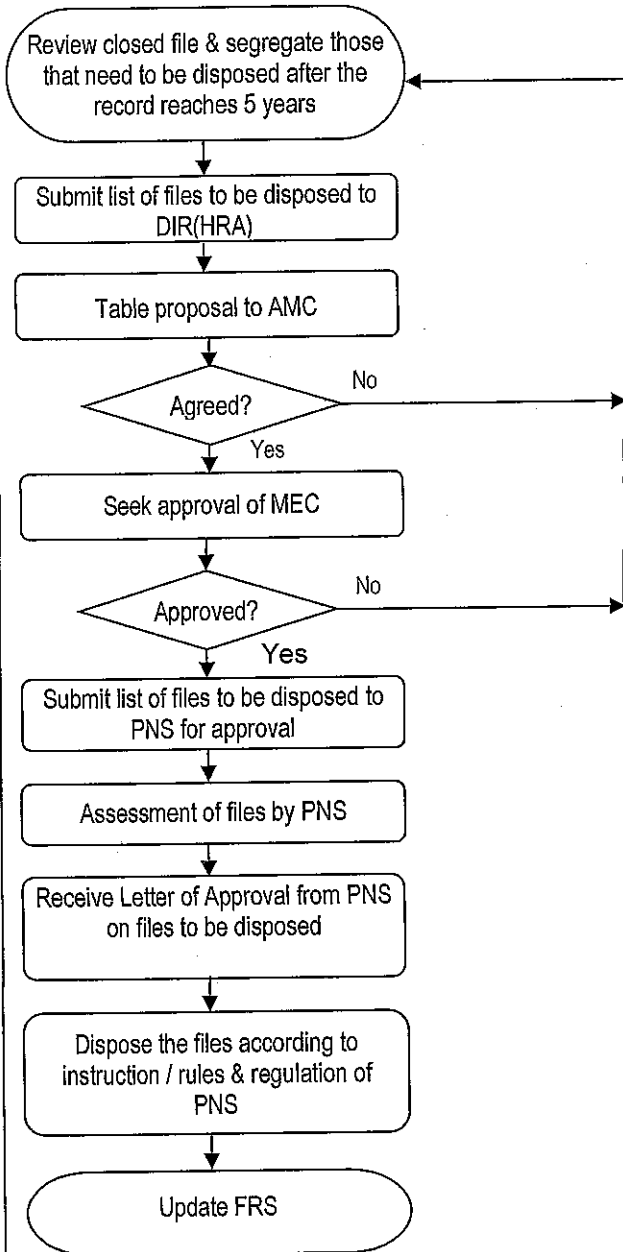 Review closed file & segregate those
that need to be disposed after the
record reaches 5 years
Submit list of files to be disposed to
DIR(HRA)
Table proposal to AMC
Agreed?
No
Yes
Seek approval of MEC
Approved?
No
Yes
Submit list of files to be disposed to
PNS for approval
Assessment of files by PNS
Receive Letter of Approval from PNS
on files to be disposed
Dispose the files according to
instruction / rules & regulation of
PNS
Update FRS